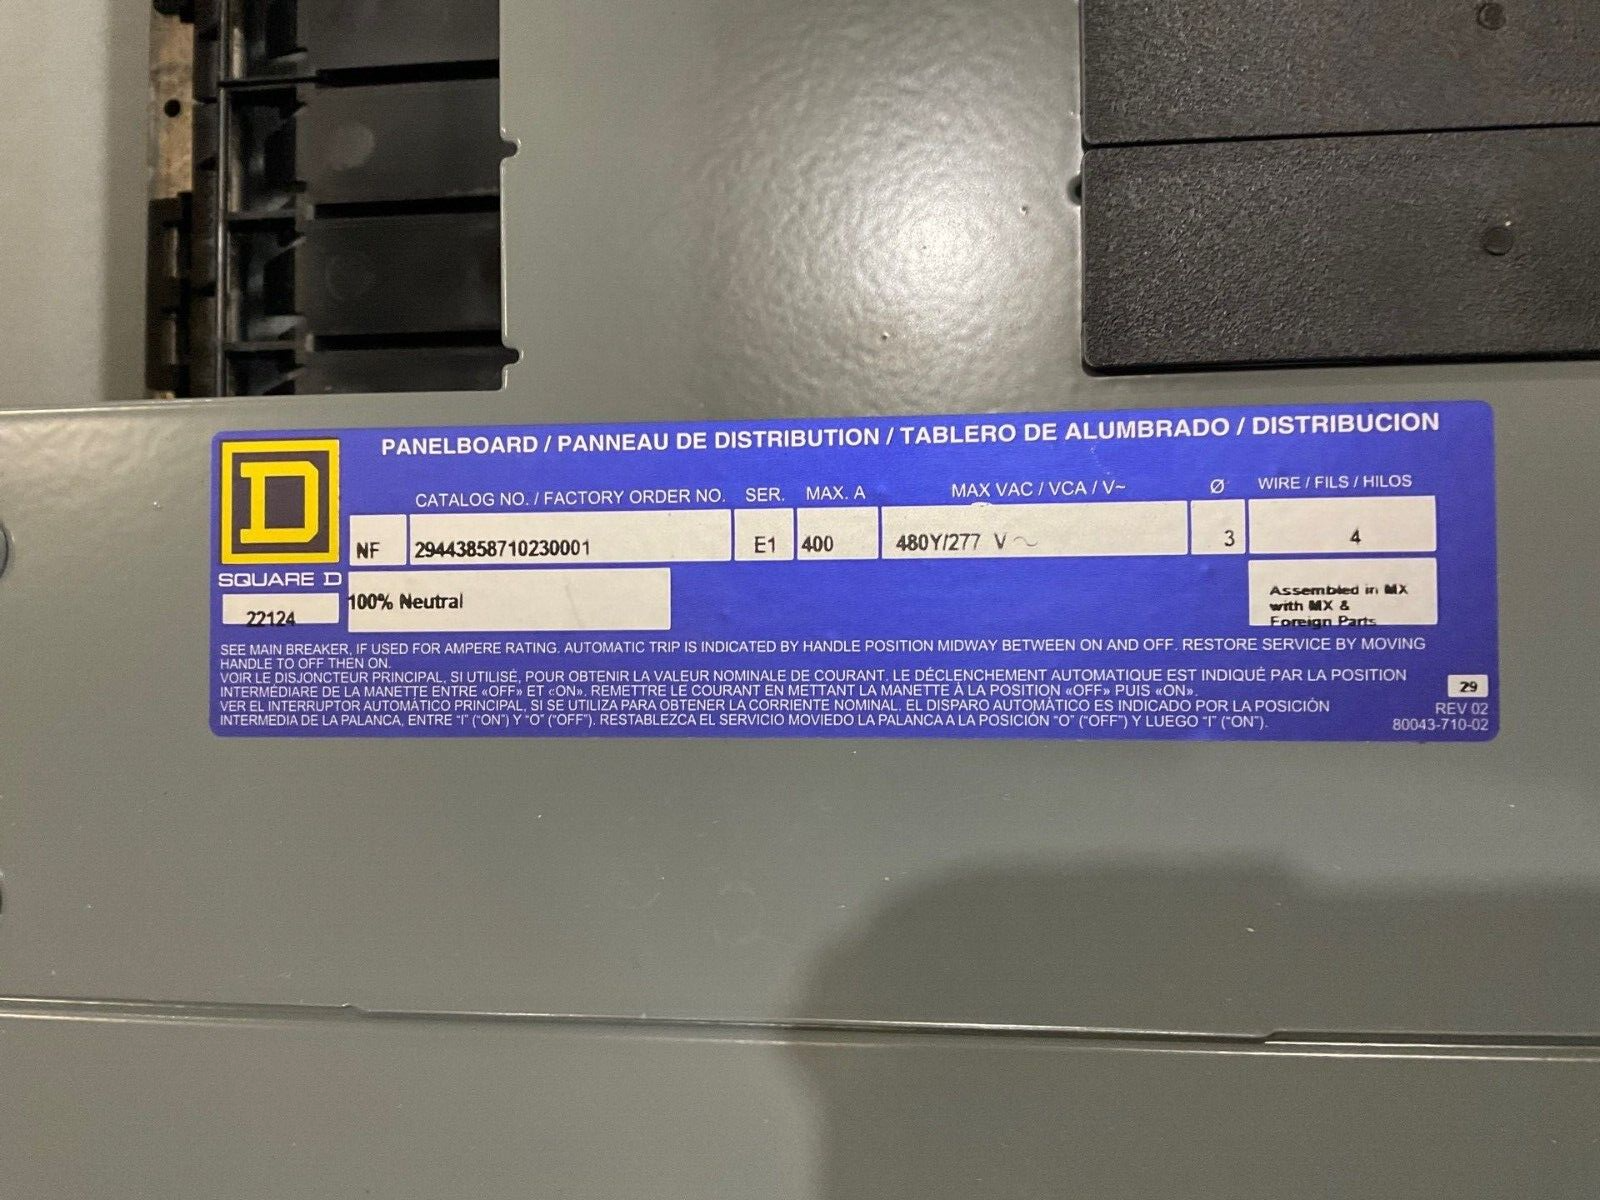 PANELBOARD / PANNEAU DE DISTRIBUTION / TABLERO DE ALUMBRADO / DISTRIBUCION
CATALOG NO. / FACTORY ORDER NO. SER. MAX. A MAX VAC / VCA / V~ Ø WIRE / FILS / HILOS
NF 29443858710230001 E1 400 480Y/277 V ~ 3 4
D
SQUARE D
22124
100% Neutral
Assembled in MX
with MX &
Foreign Parts
SEE MAIN BREAKER, IF USED FOR AMPERE RATING. AUTOMATIC TRIP IS INDICATED BY HANDLE POSITION MIDWAY BETWEEN ON AND OFF. RESTORE SERVICE BY MOVING
HANDLE TO OFF THEN ON.
VOIR LE DISJONCTEUR PRINCIPAL, SI UTILISÉ, POUR OBTENIR LA VALEUR NOMINALE DE COURANT. LE DÉCLENCHEMENT AUTOMATIQUE EST INDIQUÉ PAR LA POSITION
INTERMÉDIARE DE LA MANETTE ENTRE «OFF» ET «ON». REMETTRE LE COURANT EN METTANT LA MANETTE À LA POSITION «OFF» PUIS «ON».
VER EL INTERRUPTOR AUTOMÁTICO PRINCIPAL, SI SE UTILIZA PARA OBTENER LA CORRIENTE NOMINAL. EL DISPARO AUTOMÁTICO ES INDICADO POR LA POSICIÓN
INTERMEDIA DE LA PALANCA, ENTRE "I" ("ON") Y "O" ("OFF"). RESTABLEZCA EL SERVICIO MOVIEDO LA PALANCA A LA POSICIÓN "O" ("OFF") Y LUEGO "I" ("ON").
29
REV 02
80043-710-02